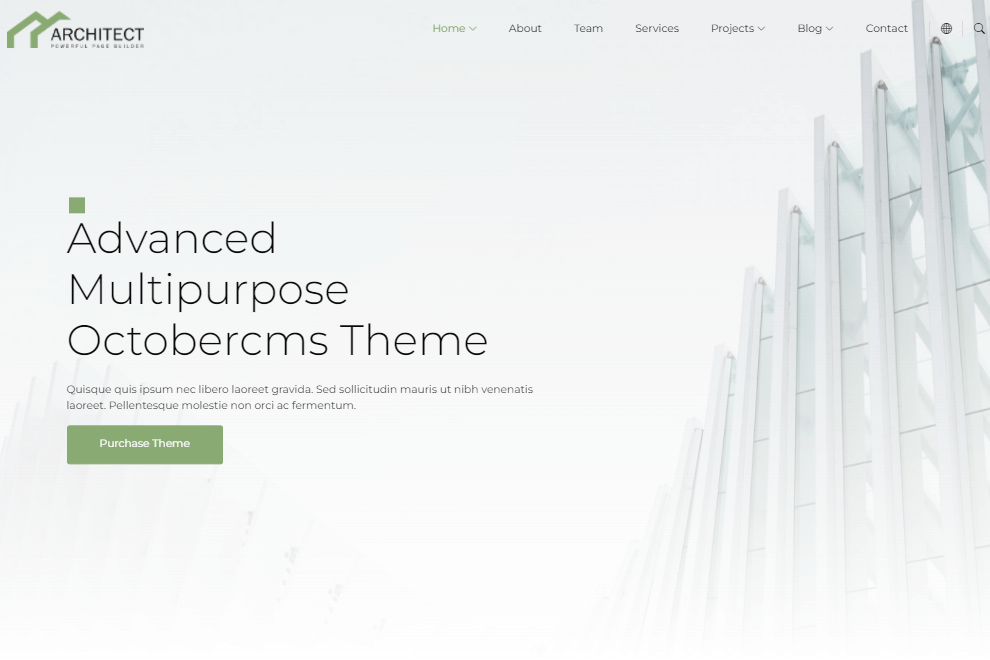 ARCHITECT
POWERFUL PAGE BUILDER
Home About Team Services Projects Blog Contact
Advanced
Multipurpose
Octobercms Theme
Quisque quis ipsum nec libero laoreet gravida. Sed sollicitudin mauris ut nibh venenatis
laoreet. Pellentesque molestie non orci ac fermentum.
Purchase Theme